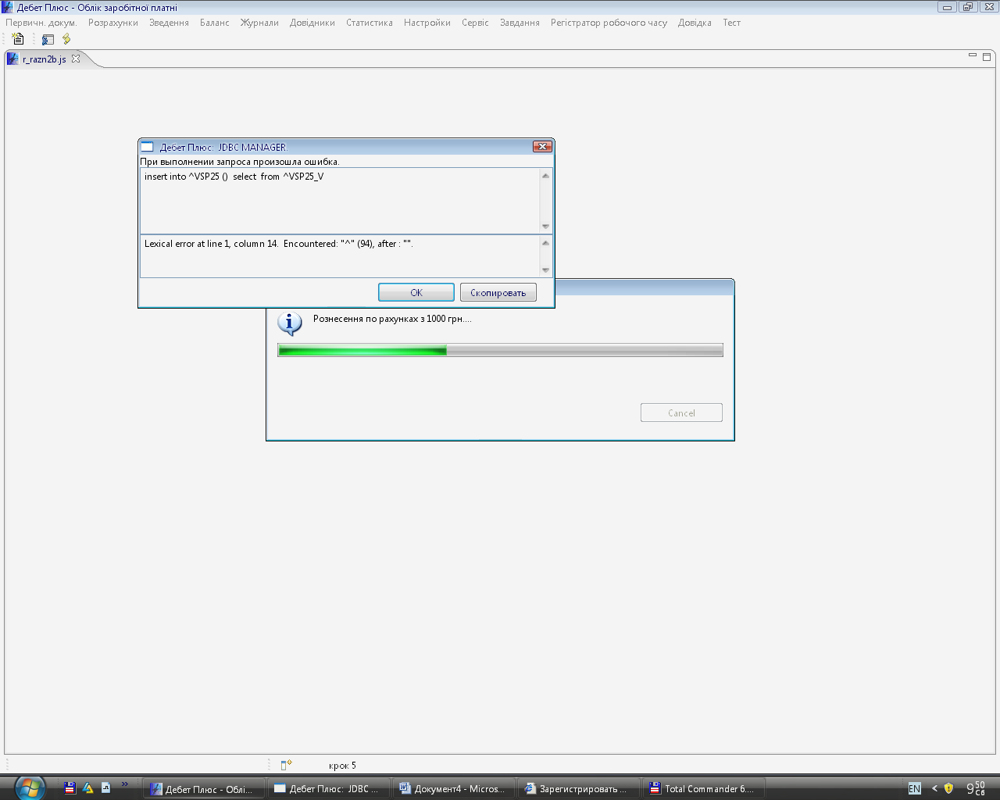 Дебет Плюс - Облік заробітної платні
Первичн. докум. Розрахунки Зведення Баланс Журнали Довідники Статистика Настройки Сервіс Завдання Регістратор робочого часу Довідка Тест
r_razn2b.js
Дебет Плюс: JDBC MANAGER.
При выполнении запроса произошла ошибка.
insert into ^VSP25 () select from ^VSP25_V
Lexical error at line 1, column 14. Encountered: "^" (94), after : "".
OK Скопировать
Рознесення по рахунках з 1000 грн....
Cancel
крок 5
Дебет Плюс - Облі... Дебет Плюс: JDBC ... Документ4 - Micros... Зарегистрировать ... Total Commander 6.... EN 9 50 Сб